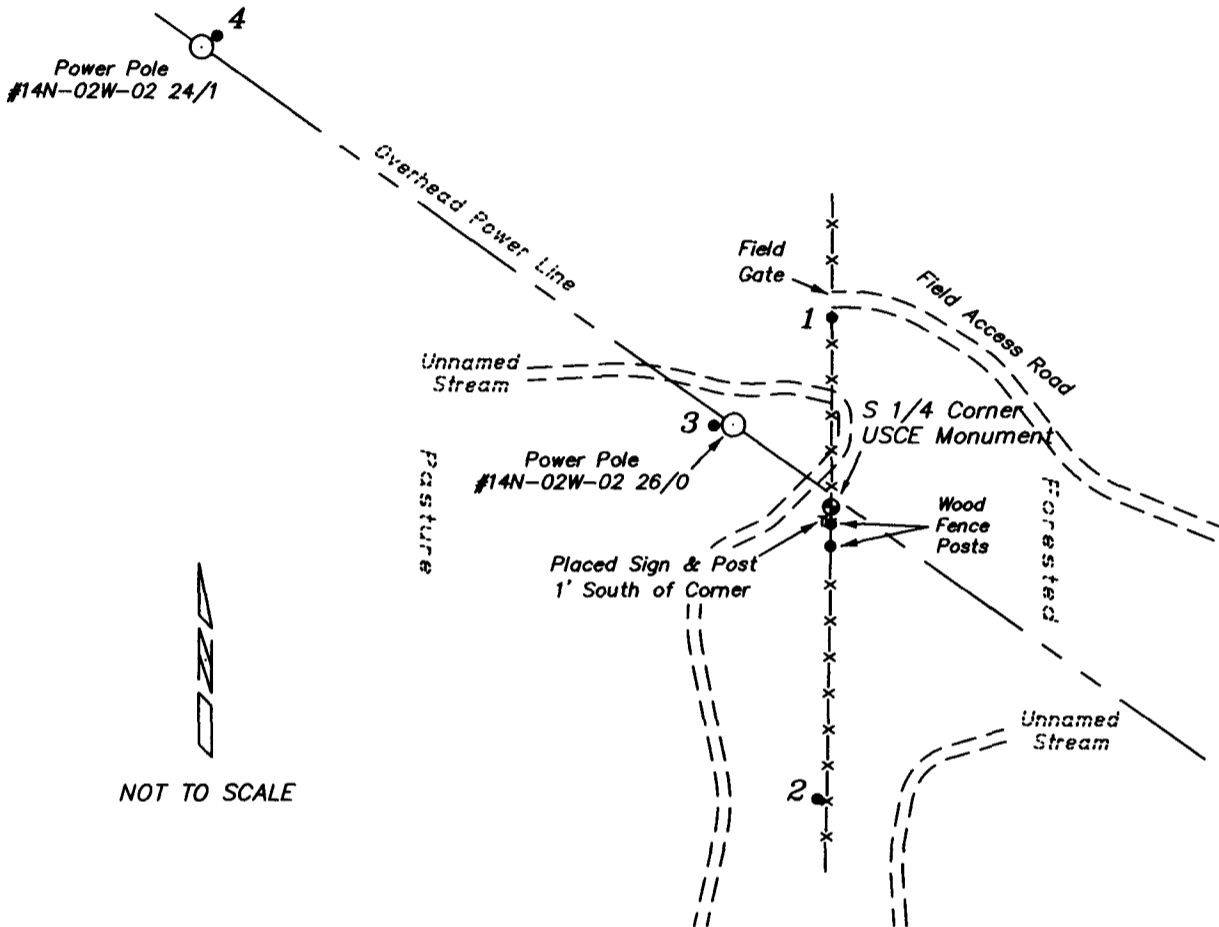 4
Power Pole
#14N-02W-02 24/1
Overhead Power Line
Field
Gate
Field Access Road
1
Unnamed
Stream
S 1/4 Corner
USCE Monument
3
Power Pole
#14N-02W-02 26/0
Pasture
Forested
Wood
Fence
Posts
Placed Sign & Post
1' South of Corner
N
NOT TO SCALE
Unnamed
Stream
2